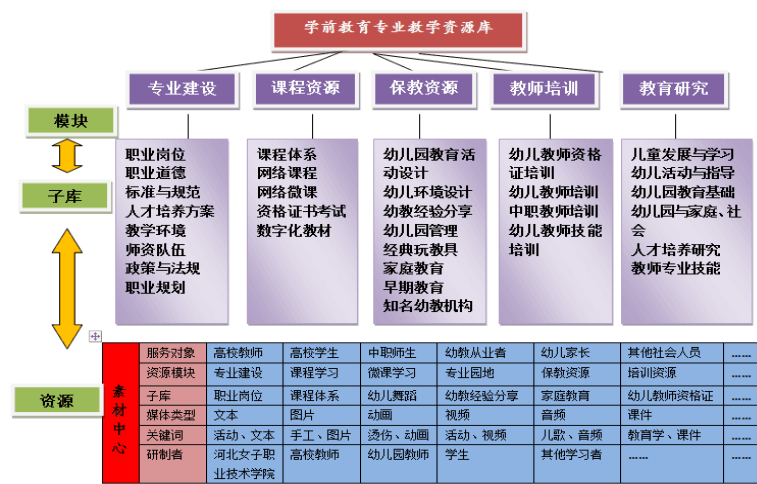 学前教育专业教学资源库
专业建设
课程资源
保教资源
教师培训
教育研究
模块
子库
资源
职业岗位
职业道德
标准与规范
人才培养方案
教学环境
师资队伍
政策与法规
职业规划
课程体系
网络课程
网络微课
资格证书考试
数字化教材
幼儿园教育活
动设计
幼儿环境设计
幼教经验分享
幼儿园管理
经典玩教具
家庭教育
早期教育
知名幼教机构
幼儿教师资格
证培训
幼儿教师培训
中职教师培训
幼儿教师技能
培训
儿童发展与学习
幼儿活动与指导
幼儿园教育基础
幼儿园与家庭、社
会
人才培养研究
教师专业技能
素材中心
服务对象 高校教师 高校学生 中职师生 幼教从业者 幼儿家长 其他社会人员 ……
资源模块 专业建设 课程学习 微课学习 专业园地 保教资源 培训资源 ……
子库 职业岗位 课程体系 幼儿舞蹈 幼教经验分享 家庭教育 幼儿教师资格证 ……
媒体类型 文本 图片 动画 视频 音频 课件 ……
关键词 活动、文本 手工、图片 烫伤、动画 活动、视频 儿歌、音频 教育学、课件 ……
研制者 河北女子职 高校教师 幼儿园教师 学生 其他学习者 …… ……
业技术学院